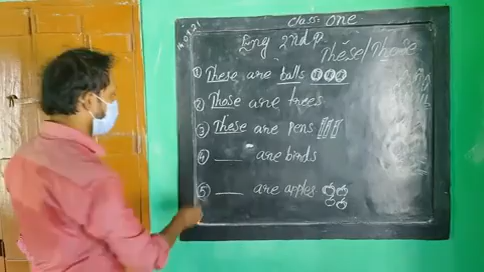 Class: One
Eng 2nd P
These/Those
① These are balls
② Those are trees
③ These are Pens
④ ___ are birds
⑤ ___ are apples